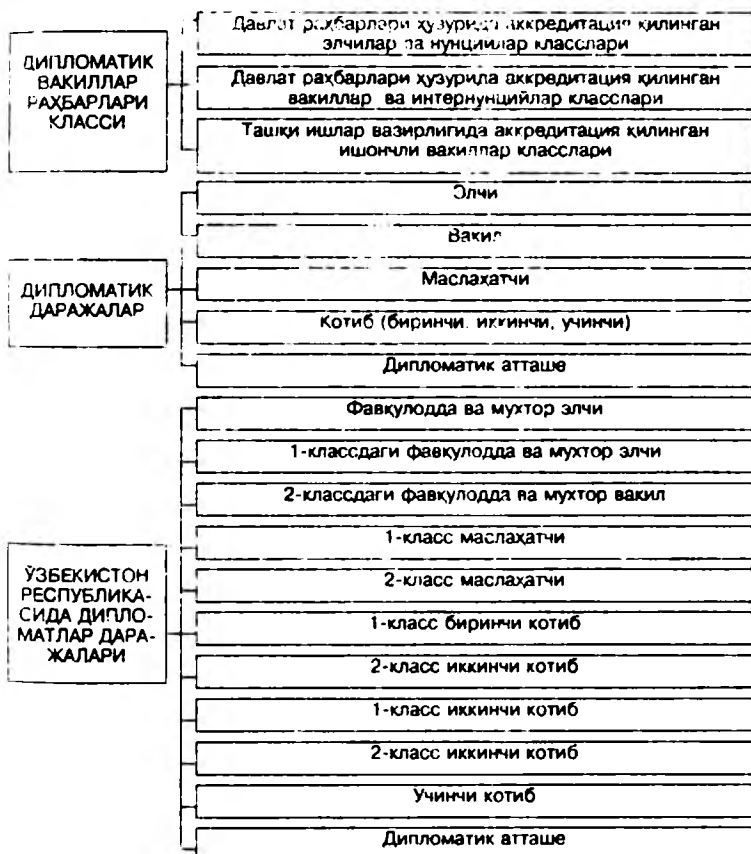 ДИПЛОМАТИК
ВАКИЛЛАР
РАҲБАРЛАРИ
КЛАССИ
Давлат раҳбарлари ҳузурида аккредитация қилинган
элчилар ва нунцийлар класслари
Давлат раҳбарлари ҳузурида аккредитация қилинган
вакиллар ва интернунцийлар класслари
Ташқи ишлар вазирлигида аккредитация қилинган
ишончли вакиллар класслари
ДИПЛОМАТИК
ДАРАЖАЛАР
Элчи
Вакил
Маслаҳатчи
Котиб (биринчи, иккинчи, учинчи)
Дипломатик атташе
ЎЗБЕКИСТОН
РЕСПУБЛИКА-
СИДА ДИПЛО-
МАТЛАР ДАРА-
ЖАЛАРИ
Фавқулодда ва мухтор элчи
1-классдаги фавқулодда ва мухтор элчи
2-классдаги фавқулодда ва мухтор вакил
1-класс маслаҳатчи
2-класс маслаҳатчи
1-класс биринчи котиб
2-класс иккинчи котиб
1-класс иккинчи котиб
2-класс иккинчи котиб
Учинчи котиб
Дипломатик атташе